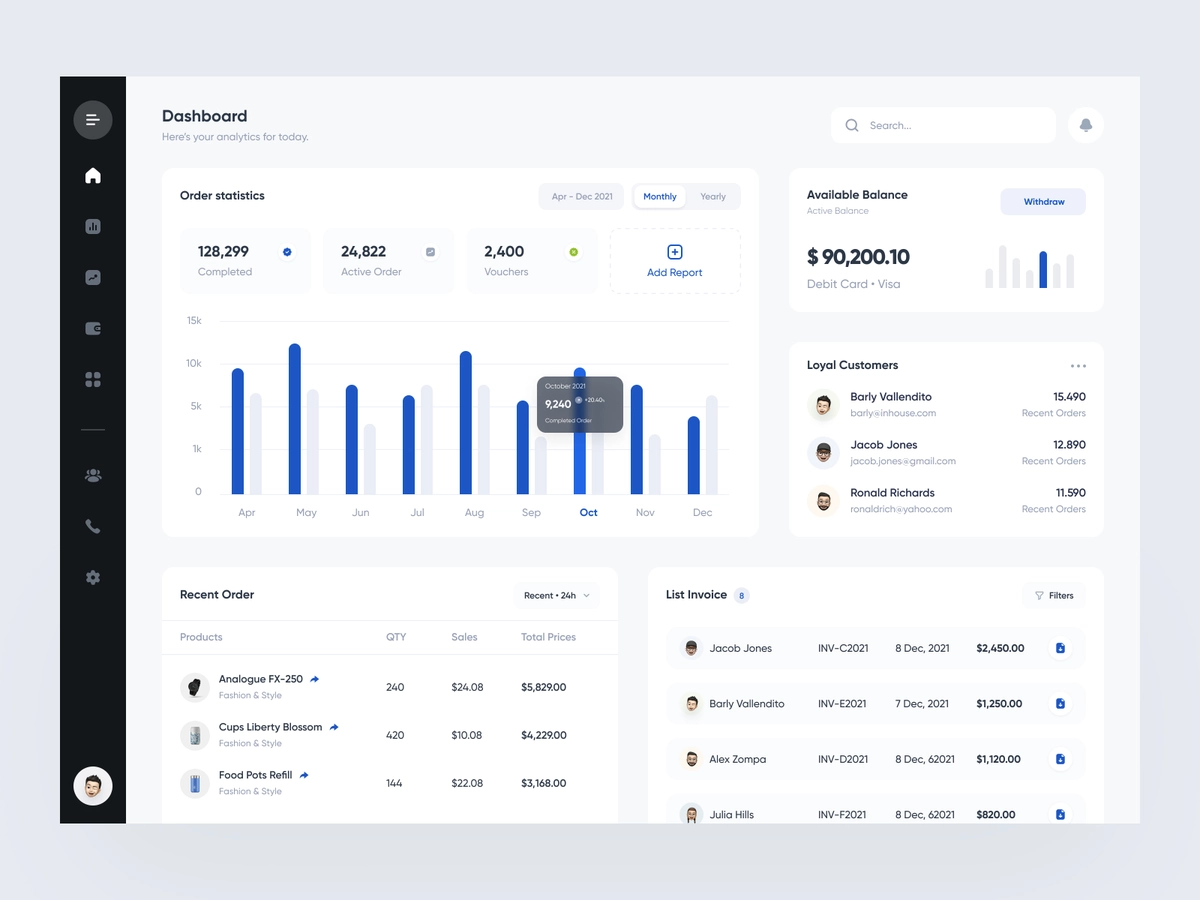 Dashboard
Here's your analytics for today.
Search...
Order statistics
Apr - Dec 2021
Monthly
Yearly
128,299
Completed
24,822
Active Order
2,400
Vouchers
Add Report
15k
10k
5k
1k
0
October 2021
9,240
+20.40%
Completed Order
Apr
May
Jun
Jul
Aug
Sep
Oct
Nov
Dec
Available Balance
Active Balance
Withdraw
$ 90,200.10
Debit Card • Visa
Loyal Customers
Barly Vallendito
15.490
barly@inhouse.com
Recent Orders
Jacob Jones
12.890
jacob.jones@gmail.com
Recent Orders
Ronald Richards
11.590
ronaldrich@yahoo.com
Recent Orders
Recent Order
Recent • 24h
Products QTY Sales Total Prices
Analogue FX-250
Fashion & Style
240 $24.08 $5,829.00
Cups Liberty Blossom
Fashion & Style
420 $10.08 $4,229.00
Food Pots Refill
Fashion & Style
144 $22.08 $3,168.00
List Invoice 8
Filters
Jacob Jones INV-C2021 8 Dec, 2021 $2,450.00
Barly Vallendito INV-E2021 7 Dec, 2021 $1,250.00
Alex Zompa INV-D2021 8 Dec, 62021 $1,120.00
Julia Hills INV-F2021 8 Dec, 62021 $820.00